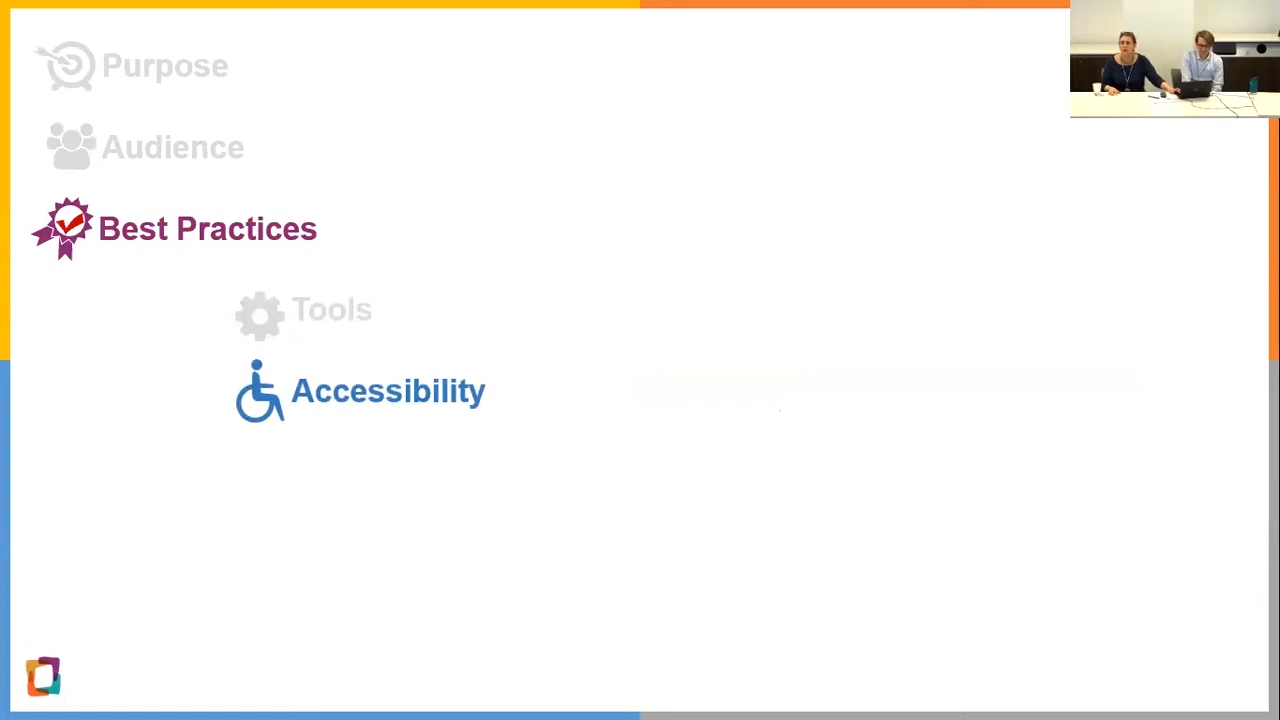 Purpose
Audience
Best Practices
Tools
Accessibility